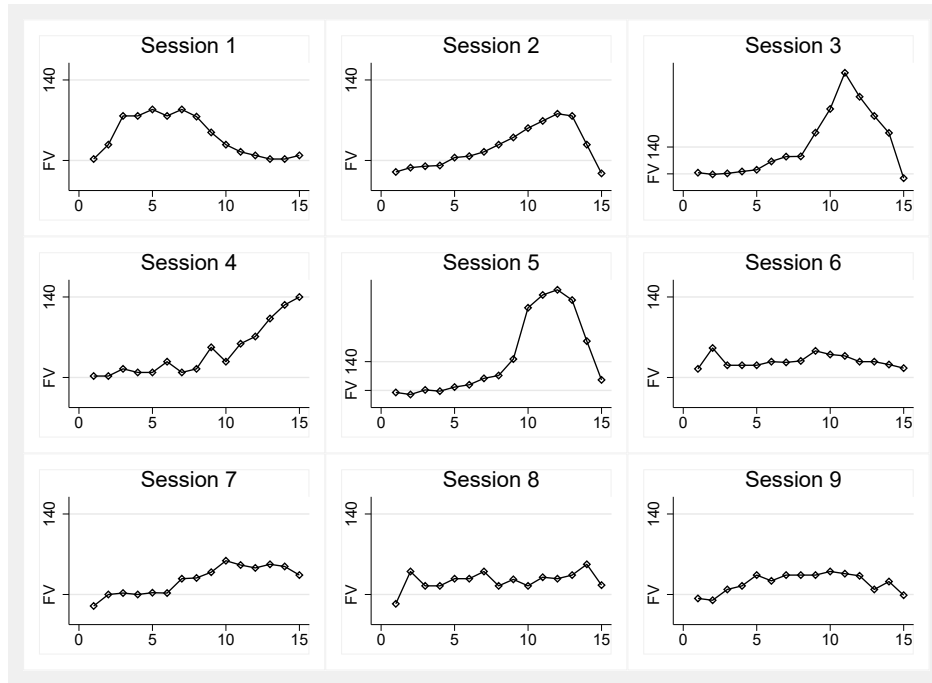 Session 1
140
FV
0 5 10 15
Session 2
140
FV
0 5 10 15
Session 3
140
FV
0 5 10 15
Session 4
140
FV
0 5 10 15
Session 5
140
FV
0 5 10 15
Session 6
140
FV
0 5 10 15
Session 7
140
FV
0 5 10 15
Session 8
140
FV
0 5 10 15
Session 9
140
FV
0 5 10 15